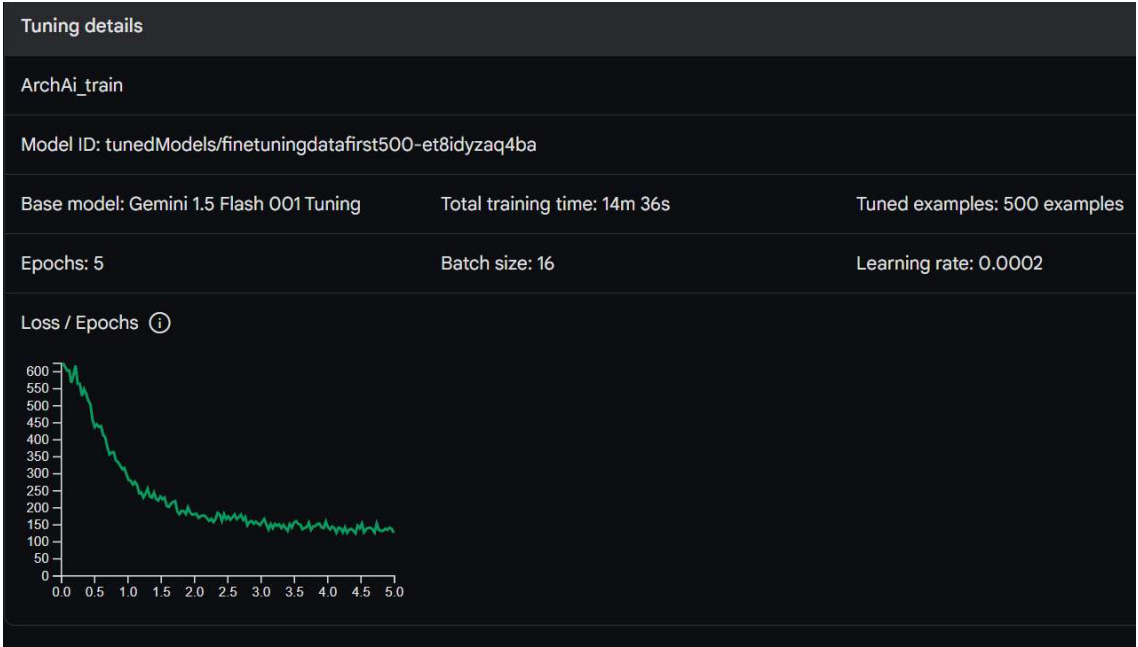 Tuning details
ArchAi_train
Model ID: tunedModels/finetuningdatafirst500-et8idyzaq4ba
Base model: Gemini 1.5 Flash 001 Tuning Total training time: 14m 36s Tuned examples: 500 examples
Epochs: 5 Batch size: 16 Learning rate: 0.0002
Loss / Epochs
600
550
500
450
400
350
300
250
200
150
100
50
0
0.0 0.5 1.0 1.5 2.0 2.5 3.0 3.5 4.0 4.5 5.0